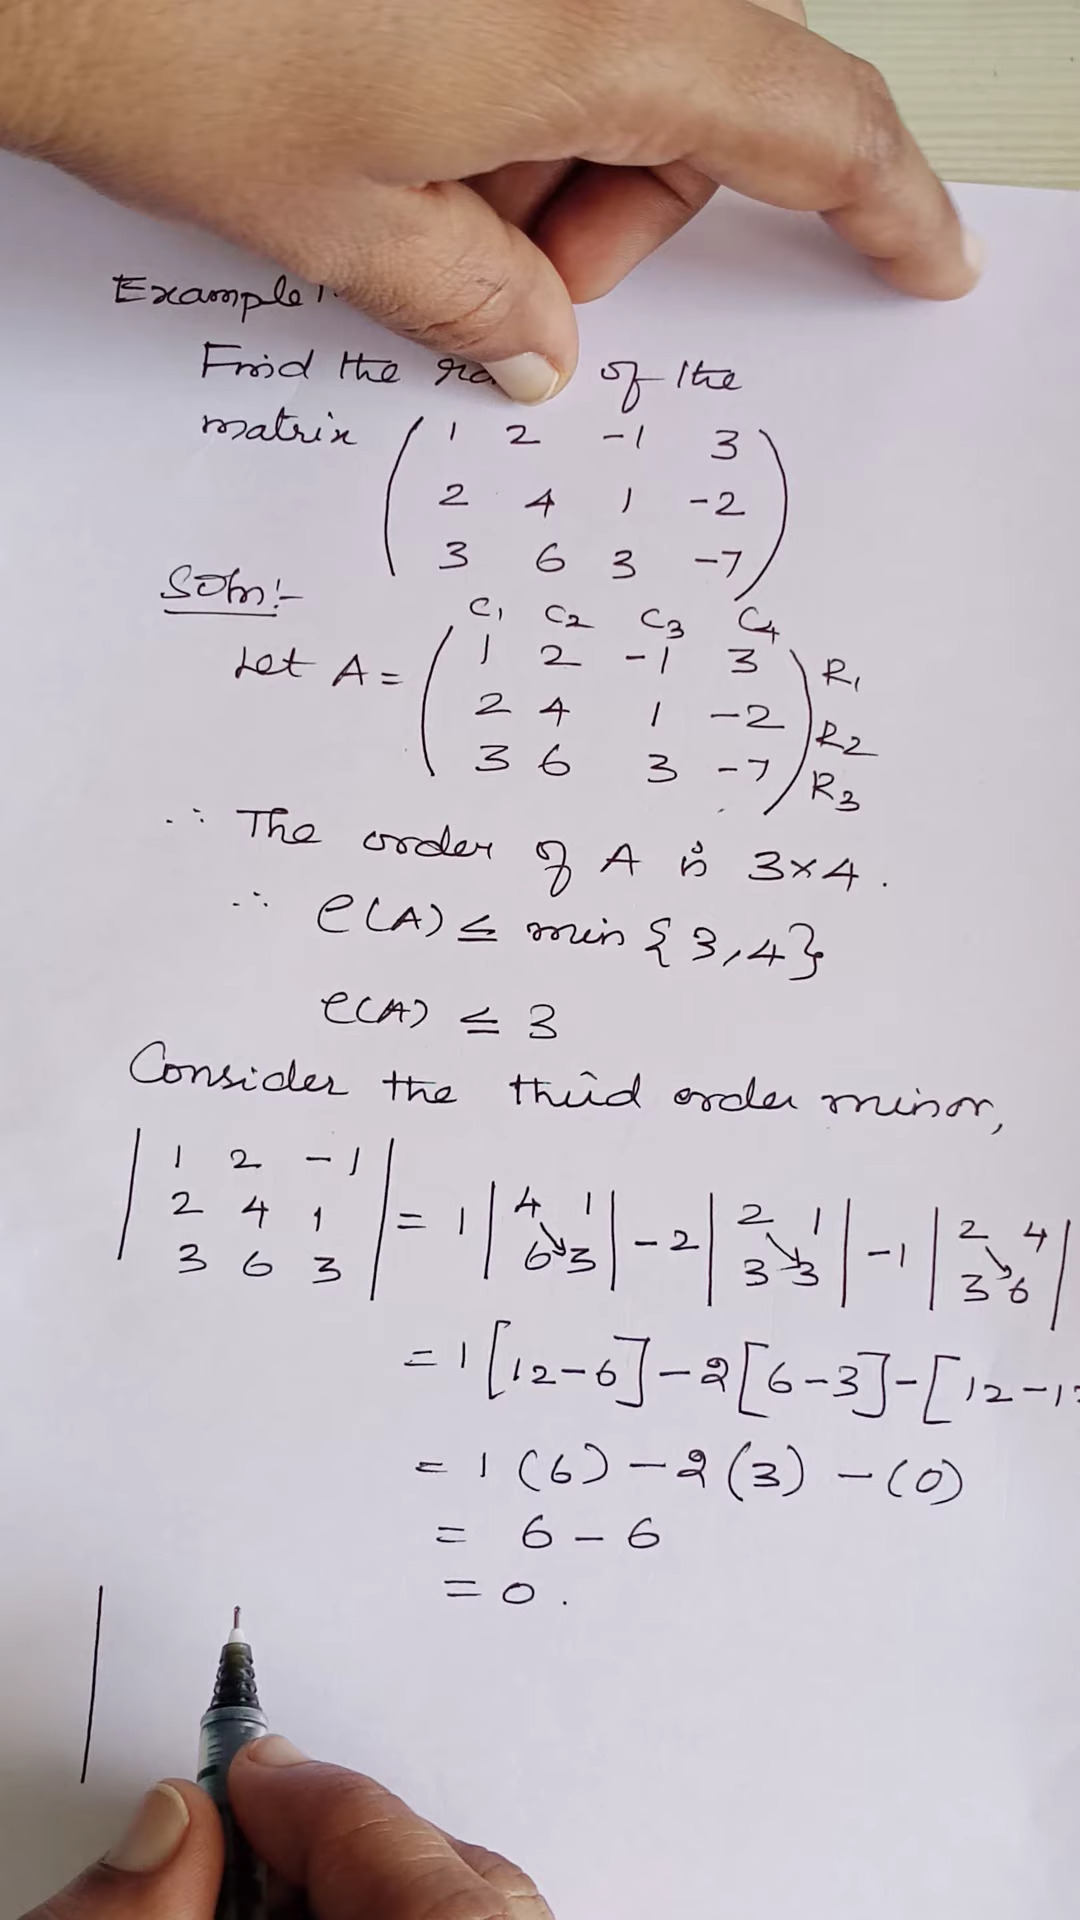 Example 1.
Find the of the
matrix ( 1 2 -1 3
2 4 1 -2
3 6 3 -7 )
Soln:-
C1 C2 C3 C4
Let A = ( 1 2 -1 3 ) R1
2 4 1 -2 R2
3 6 3 -7 R3
∴ The order of A is 3×4.
∴ ρ(A) ≤ min {3,4}
ρ(A) ≤ 3
Consider the third order minor,
| 1 2 -1 |
| 2 4 1 | = 1 | 4 1 | -2 | 2 1 | -1 | 2 4 |
| 3 6 3 | | 6 3 | | 3 3 | | 3 6 |
= 1 [12-6] -2 [6-3] - [12-
= 1 (6) -2 (3) -(0)
= 6 - 6
= 0.